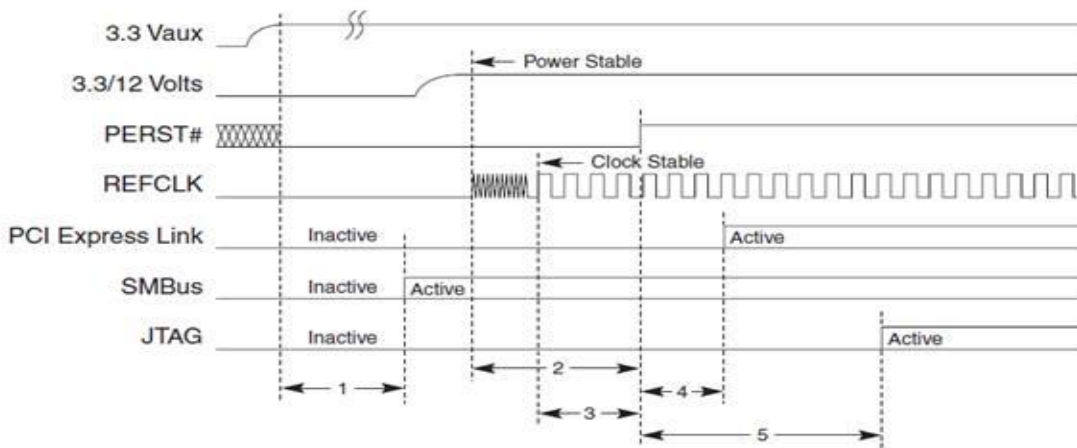 3.3 Vaux
Power Stable
3.3/12 Volts
PERST#
Clock Stable
REFCLK
PCI Express Link
Inactive
Active
SMBus
Inactive
Active
JTAG
Inactive
Active
1
2
3
4
5